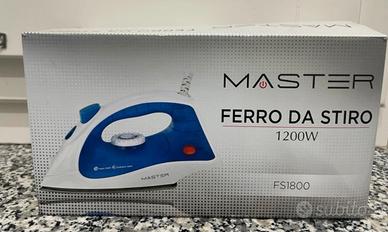 MASTER
FERRO DA STIRO
1200W
MASTER
FS1800
subito